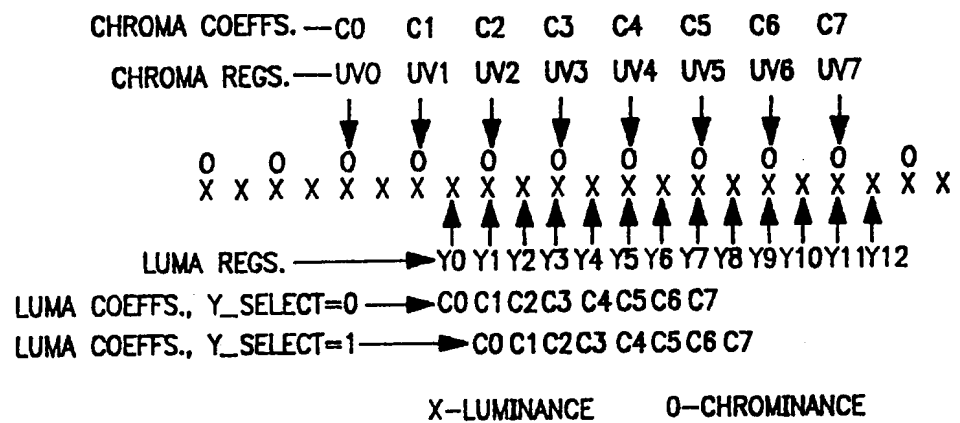 CHROMA COEFFS. — C0 C1 C2 C3 C4 C5 C6 C7
CHROMA REGS. — UV0 UV1 UV2 UV3 UV4 UV5 UV6 UV7
O O O O O O O O O O O
X X X X X X X X X X X X X X X X X X X X X X
LUMA REGS. Y0 Y1 Y2 Y3 Y4 Y5 Y6 Y7 Y8 Y9 Y10 Y11 Y12
LUMA COEFFS., Y_SELECT=0 C0 C1 C2 C3 C4 C5 C6 C7
LUMA COEFFS., Y_SELECT=1 C0 C1 C2 C3 C4 C5 C6 C7
X-LUMINANCE O-CHROMINANCE